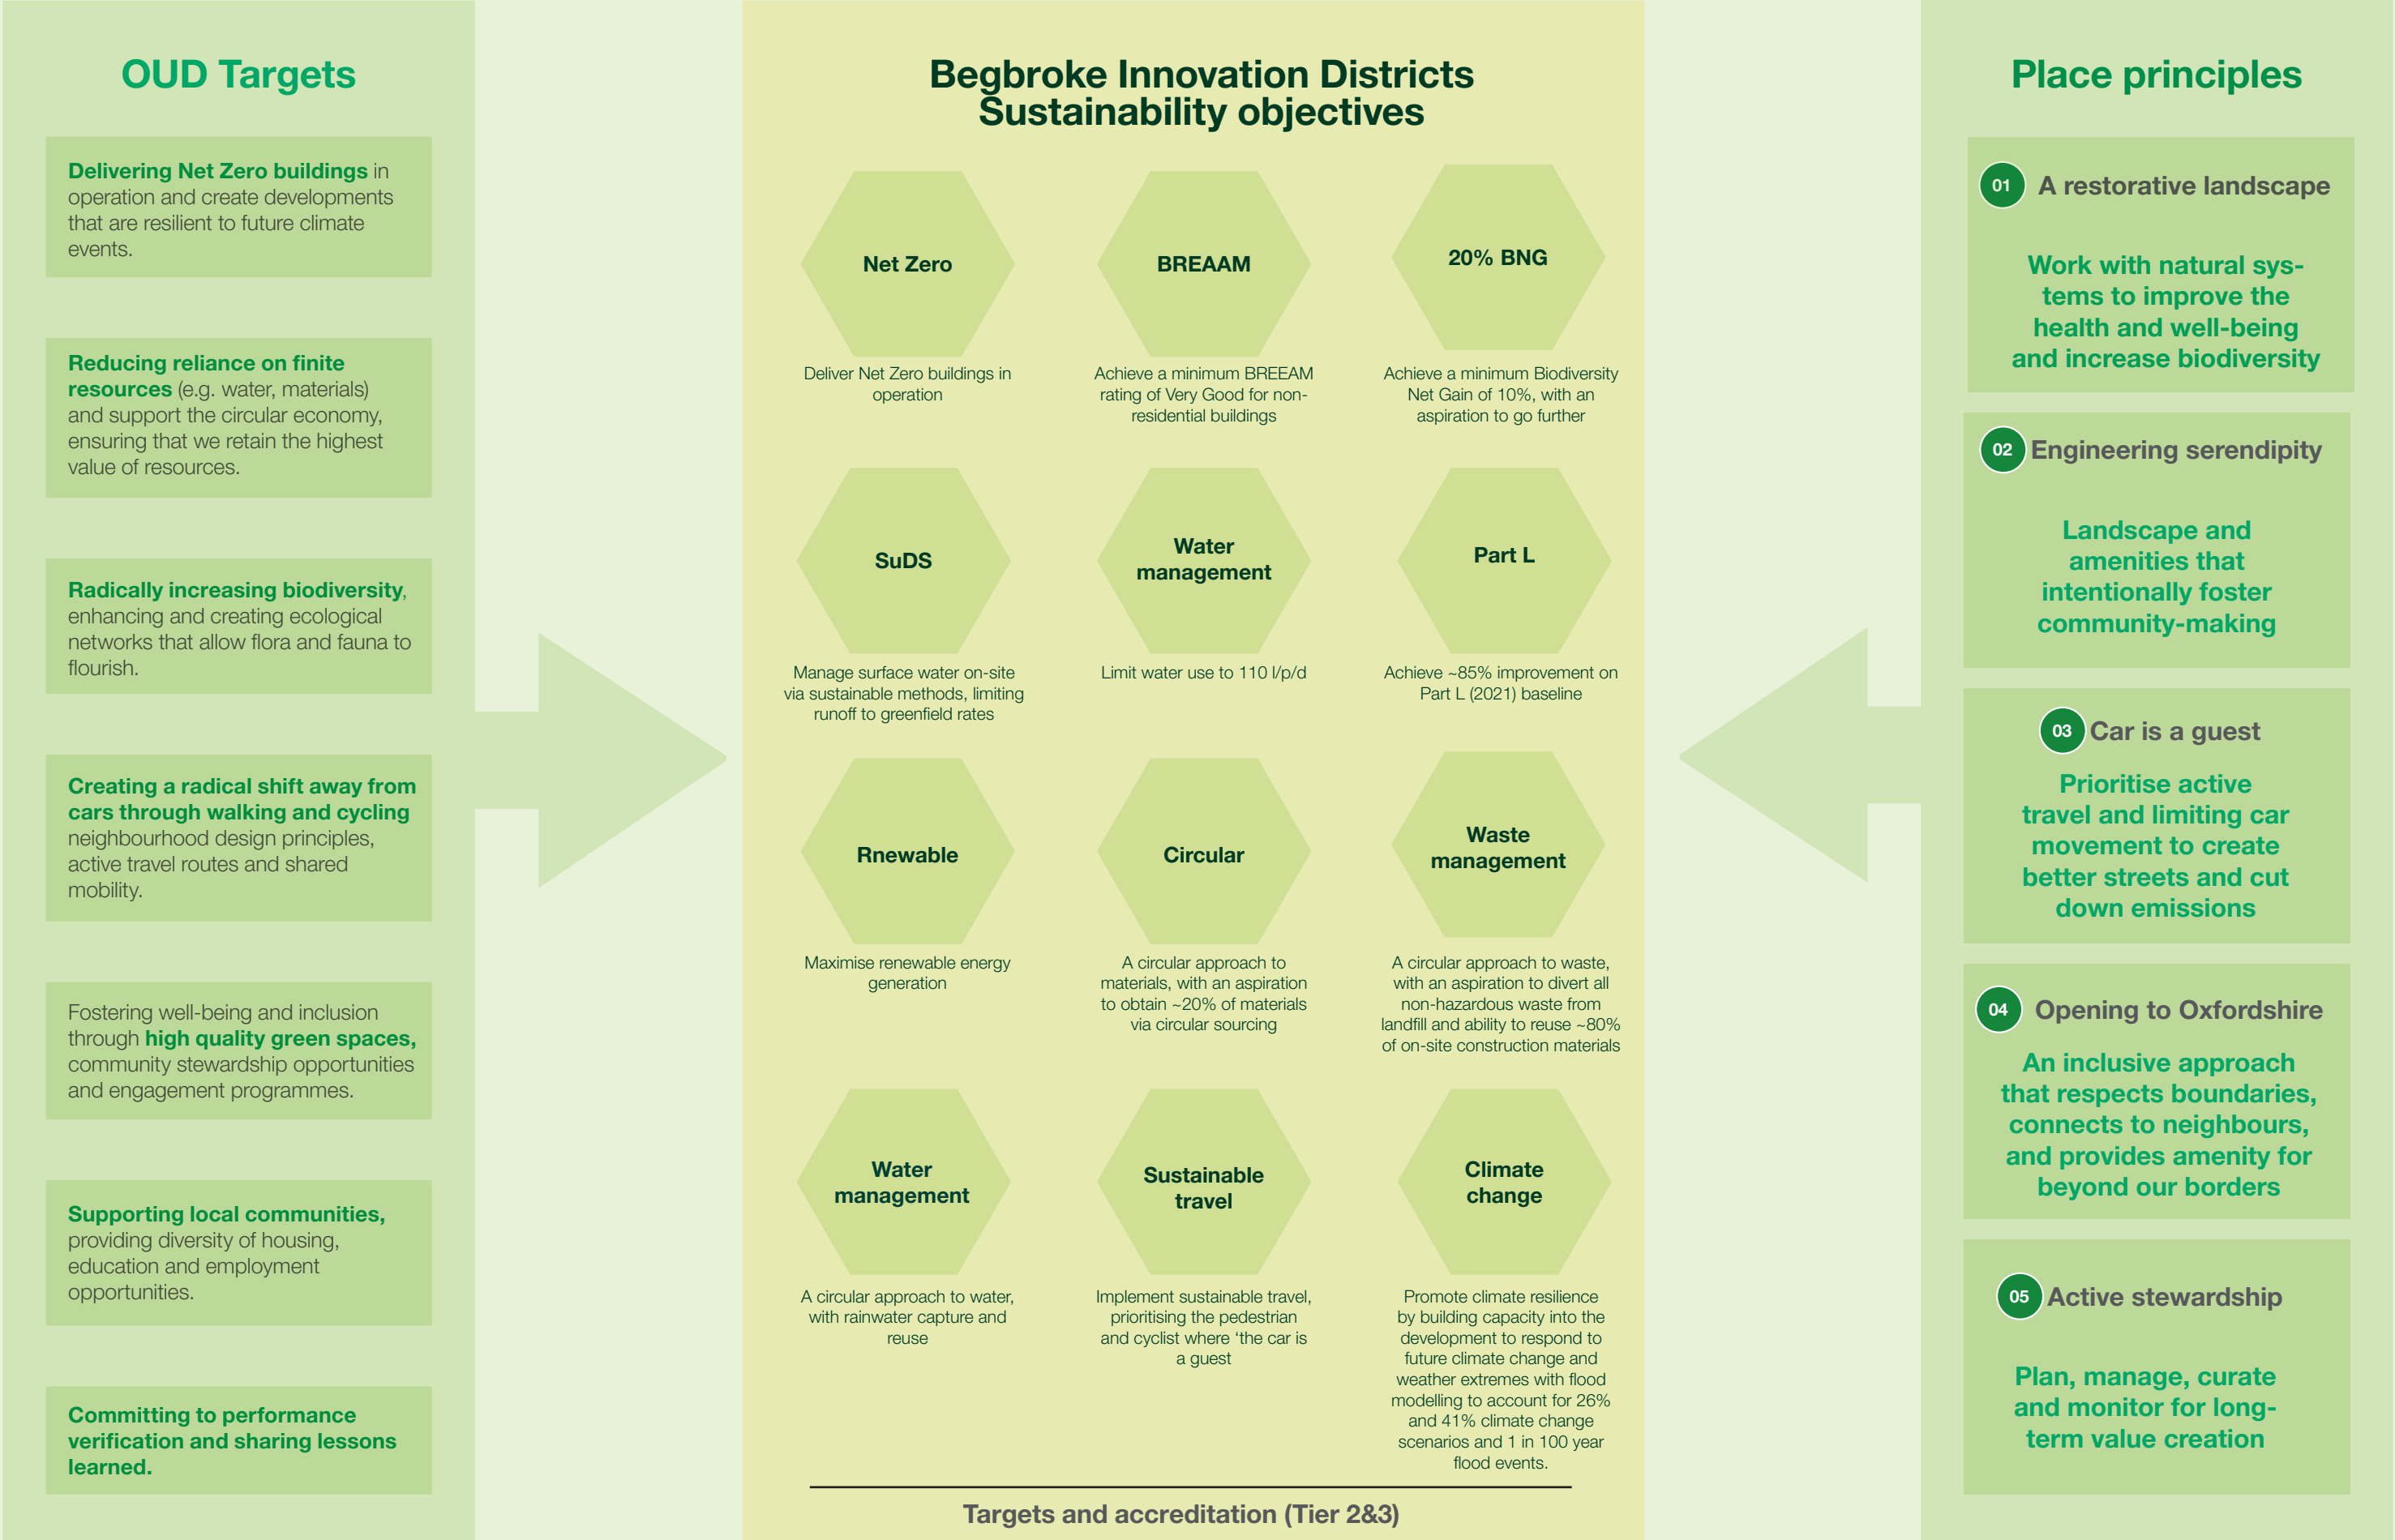 OUD Targets
Delivering Net Zero buildings in
operation and create developments
that are resilient to future climate
events.
Reducing reliance on finite
resources (e.g. water, materials)
and support the circular economy,
ensuring that we retain the highest
value of resources.
Radically increasing biodiversity,
enhancing and creating ecological
networks that allow flora and fauna to
flourish.
Creating a radical shift away from
cars through walking and cycling
neighbourhood design principles,
active travel routes and shared
mobility.
Fostering well-being and inclusion
through high quality green spaces,
community stewardship opportunities
and engagement programmes.
Supporting local communities,
providing diversity of housing,
education and employment
opportunities.
Committing to performance
verification and sharing lessons
learned.
Begbroke Innovation Districts
Sustainability objectives
Net Zero
Deliver Net Zero buildings in
operation
BREAAM
Achieve a minimum BREEAM
rating of Very Good for non-
residential buildings
20% BNG
Achieve a minimum Biodiversity
Net Gain of 10%, with an
aspiration to go further
SuDS
Manage surface water on-site
via sustainable methods, limiting
runoff to greenfield rates
Water
management
Limit water use to 110 l/p/d
Part L
Achieve ~85% improvement on
Part L (2021) baseline
Rnewable
Maximise renewable energy
generation
Circular
A circular approach to
materials, with an aspiration
to obtain ~20% of materials
via circular sourcing
Waste
management
A circular approach to waste,
with an aspiration to divert all
non-hazardous waste from
landfill and ability to reuse ~80%
of on-site construction materials
Water
management
A circular approach to water,
with rainwater capture and
reuse
Sustainable
travel
Implement sustainable travel,
prioritising the pedestrian
and cyclist where ‘the car is
a guest
Climate
change
Promote climate resilience
by building capacity into the
development to respond to
future climate change and
weather extremes with flood
modelling to account for 26%
and 41% climate change
scenarios and 1 in 100 year
flood events.
Targets and accreditation (Tier 2&3)
Place principles
01 A restorative landscape
Work with natural sys-
tems to improve the
health and well-being
and increase biodiversity
02 Engineering serendipity
Landscape and
amenities that
intentionally foster
community-making
03 Car is a guest
Prioritise active
travel and limiting car
movement to create
better streets and cut
down emissions
04 Opening to Oxfordshire
An inclusive approach
that respects boundaries,
connects to neighbours,
and provides amenity for
beyond our borders
05 Active stewardship
Plan, manage, curate
and monitor for long-
term value creation